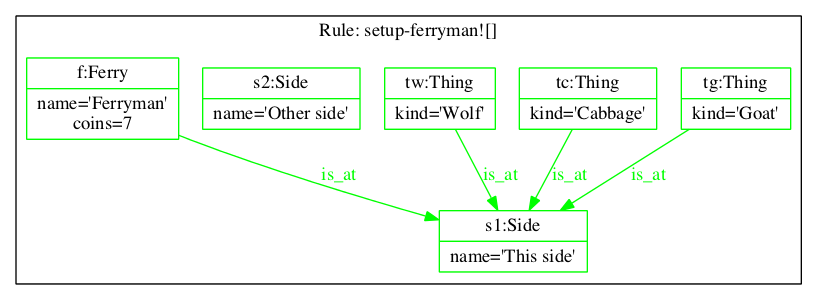 Rule: setup-ferryman![]
f:Ferry
name='Ferryman'
coins=7
s2:Side
name='Other side'
tw:Thing
kind='Wolf'
tc:Thing
kind='Cabbage'
tg:Thing
kind='Goat'
is_at
is_at
is_at
is_at
s1:Side
name='This side'